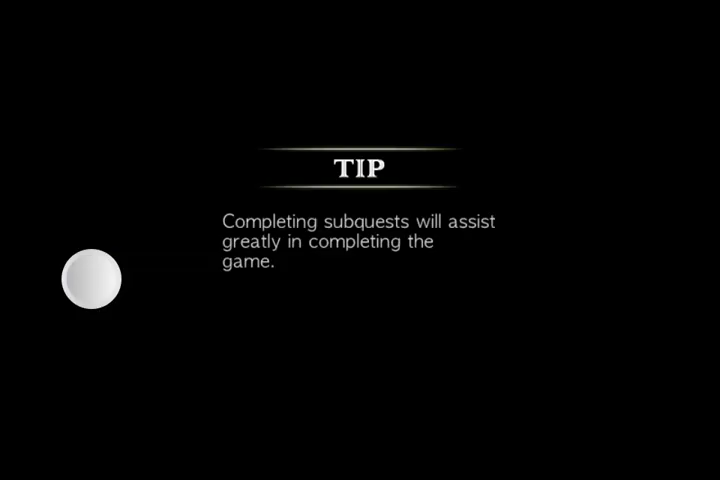 TIP
Completing subquests will assist
greatly in completing the
game.